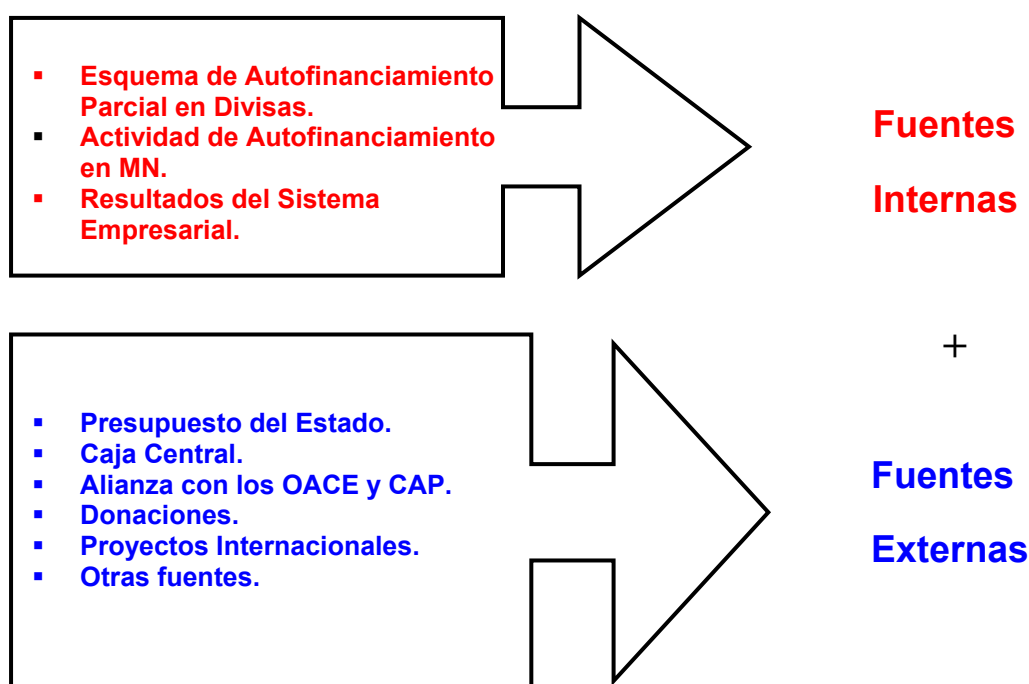 ▪ Esquema de Autofinanciamiento
Parcial en Divisas.
▪ Actividad de Autofinanciamiento
en MN.
▪ Resultados del Sistema
Empresarial.
Fuentes
Internas
+
▪ Presupuesto del Estado.
▪ Caja Central.
▪ Alianza con los OACE y CAP.
▪ Donaciones.
▪ Proyectos Internacionales.
▪ Otras fuentes.
Fuentes
Externas